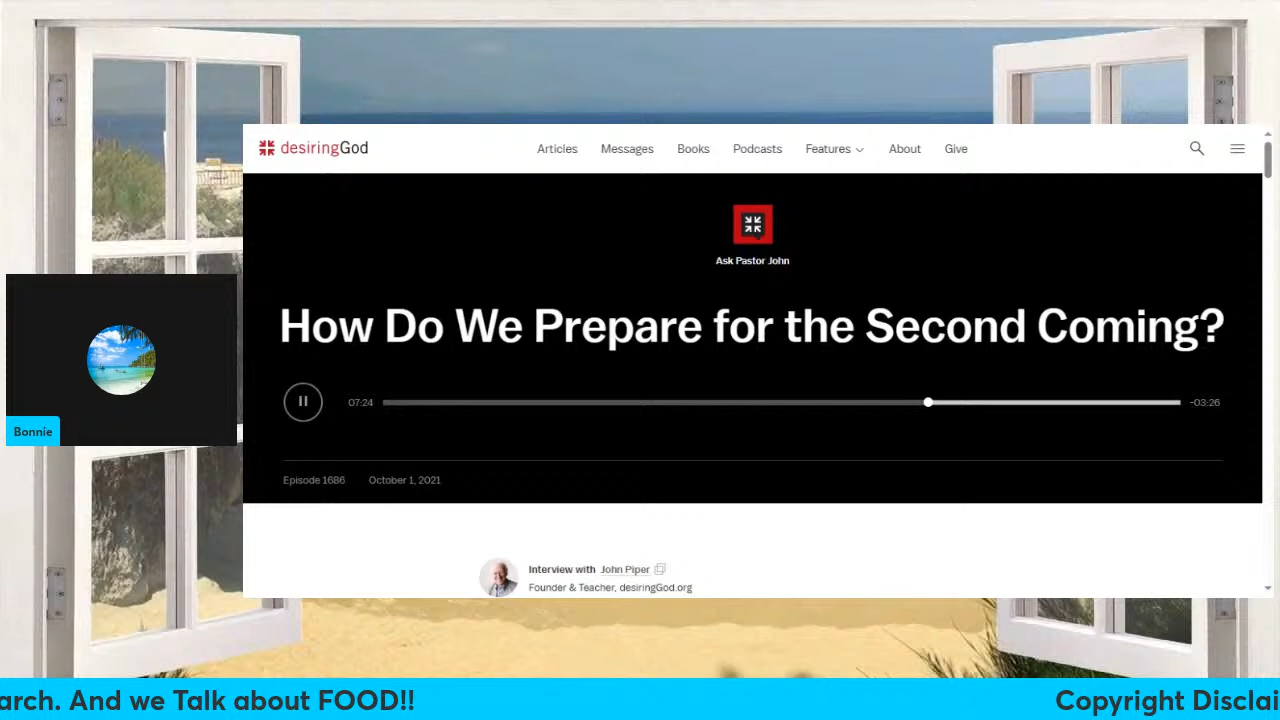 desiringGod
Articles Messages Books Podcasts Features About Give
Ask Pastor John
How Do We Prepare for the Second Coming?
07:24 -03:26
Episode 1686 October 1, 2021
Interview with John Piper
Founder & Teacher, desiringGod.org
Bonnie
arch. And we Talk about FOOD!! Copyright Disclai